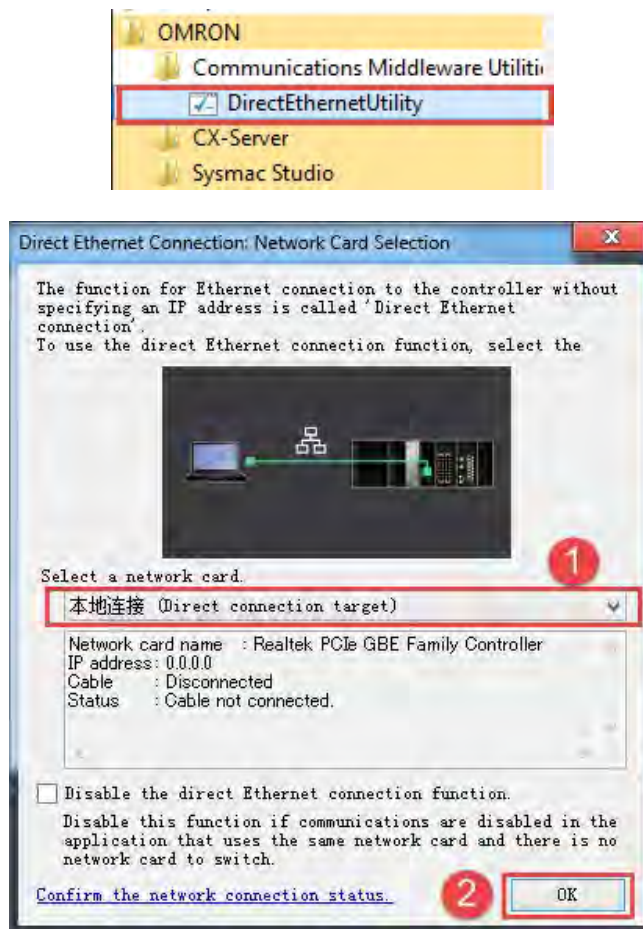 OMRON
Communications Middleware Utiliti
DirectEthernetUtility
CX-Server
Sysmac Studio
Direct Ethernet Connection: Network Card Selection
The function for Ethernet connection to the controller without
specifying an IP address is called 'Direct Ethernet
connection'.
To use the direct Ethernet connection function, select the
1
Select a network card.
本地连接 (Direct connection target)
Network card name : Realtek PCIe GBE Family Controller
IP address : 0.0.0.0
Cable : Disconnected
Status : Cable not connected.
Disable the direct Ethernet connection function.
Disable this function if communications are disabled in the
application that uses the same network card and there is no
network card to switch.
Confirm the network connection status.
2
OK